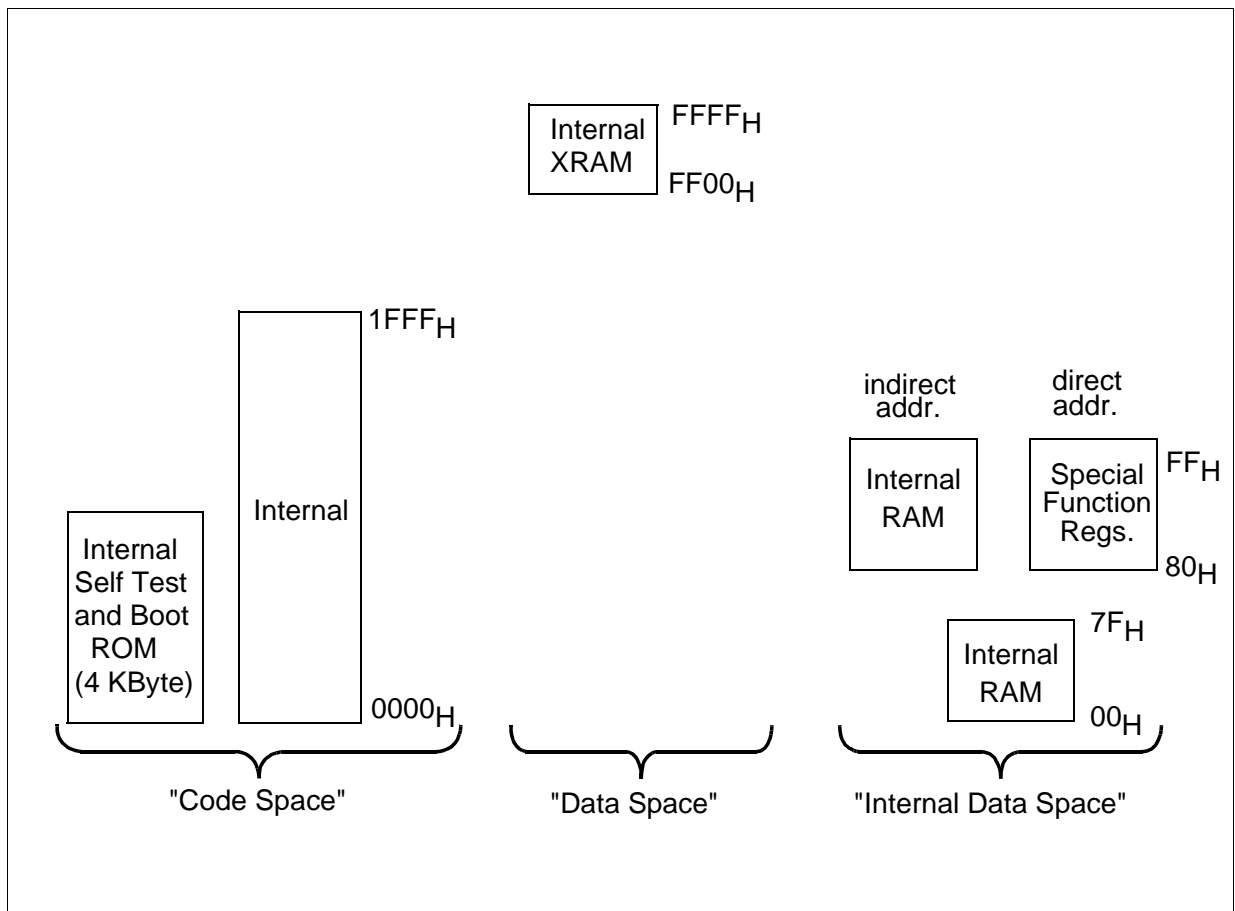 Internal
XRAM
FFFFH
FF00H
1FFFH
Internal
0000H
Internal
Self Test
and Boot
ROM
(4 KByte)
indirect
addr.
direct
addr.
Internal
RAM
Special
Function
Regs.
FFH
80H
Internal
RAM
7FH
00H
"Code Space"
"Data Space"
"Internal Data Space"